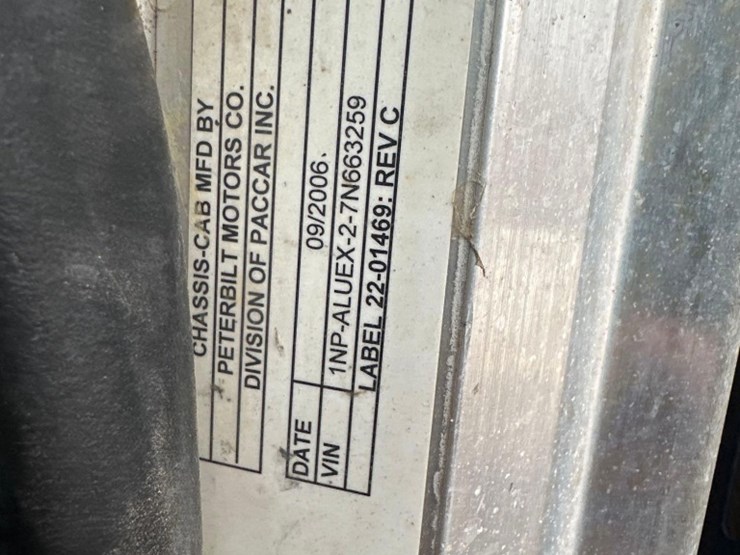 CHASSIS-CAB MFD BY
PETERBILT MOTORS CO.
DIVISION OF PACCAR INC.
DATE 09/2006.
VIN 1NP-ALUEX-2-7N663259
LABEL 22-01469: REV C